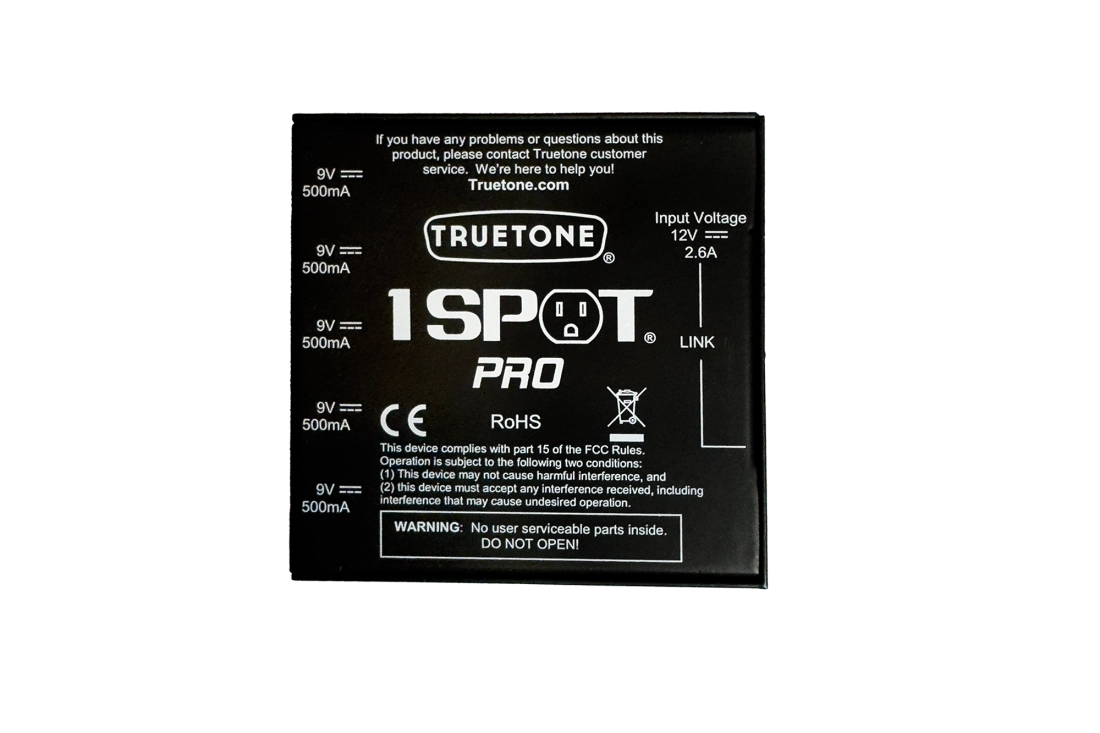 If you have any problems or questions about this
product, please contact Truetone customer
service. We're here to help you!
Truetone.com
9V ⎓
500mA
9V ⎓
500mA
9V ⎓
500mA
9V ⎓
500mA
9V ⎓
500mA
TRUETONE®
1 SPOT®
PRO
Input Voltage
12V ⎓
2.6A
LINK
CE
RoHS
This device complies with part 15 of the FCC Rules.
Operation is subject to the following two conditions:
(1) This device may not cause harmful interference, and
(2) this device must accept any interference received, including
interference that may cause undesired operation.
WARNING: No user serviceable parts inside.
DO NOT OPEN!